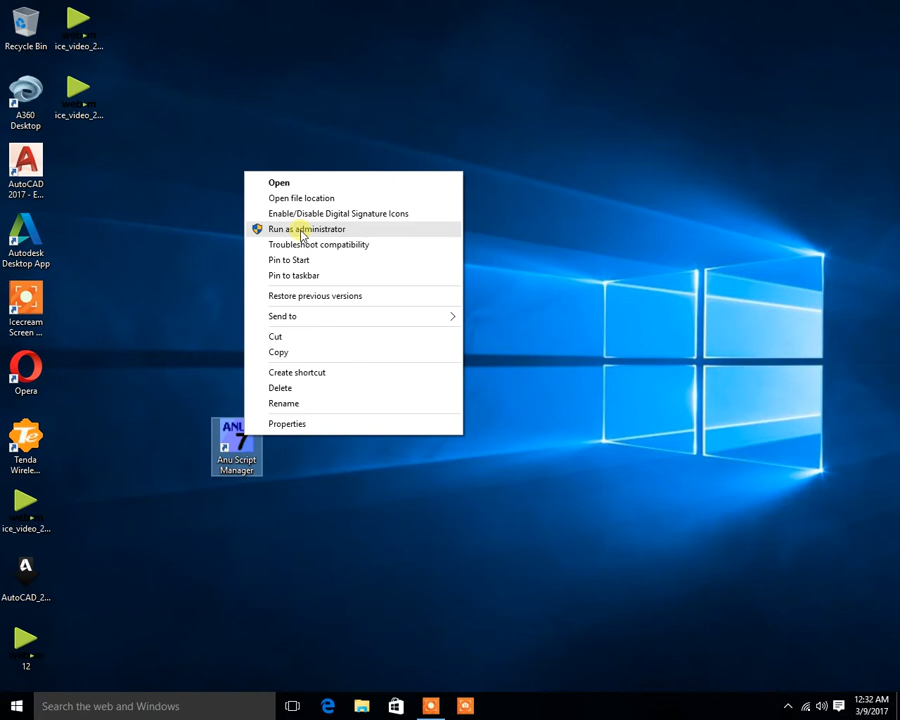 Recycle Bin
ice_video_2...
A360
Desktop
ice_video_2...
AutoCAD
2017 - E...
Autodesk
Desktop App
Icecream
Screen ...
Opera
Tenda
Wirele...
ice_video_2...
AutoCAD_2...
12
Open
Open file location
Enable/Disable Digital Signature Icons
Run as administrator
Troubleshoot compatibility
Pin to Start
Pin to taskbar
Restore previous versions
Send to
Cut
Copy
Create shortcut
Delete
Rename
Properties
7
Anu Script
Manager
Search the web and Windows
12:32 AM
3/9/2017